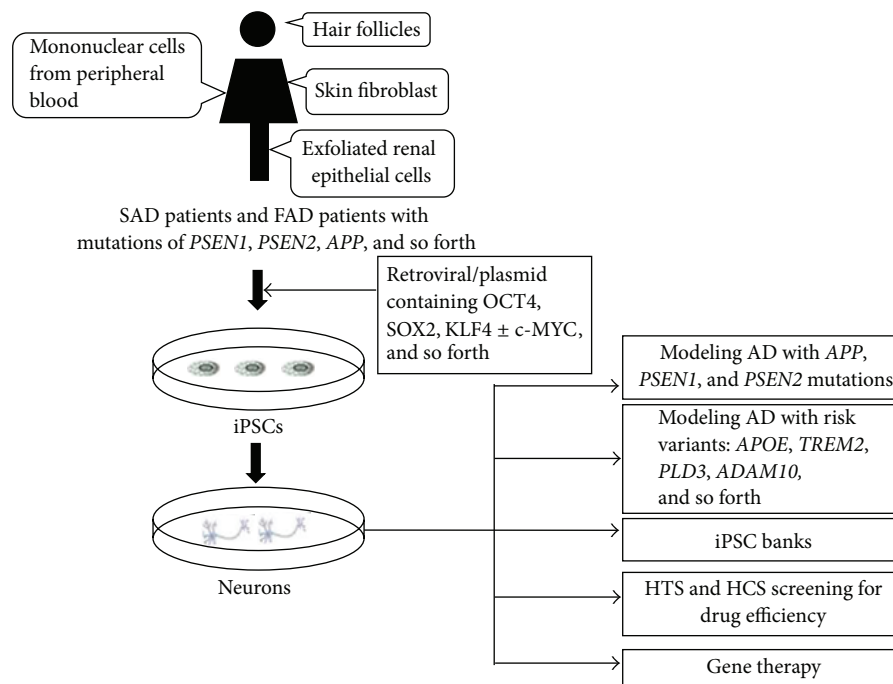 Hair follicles
Mononuclear cells
from peripheral
blood
Skin fibroblast
Exfoliated renal
epithelial cells
SAD patients and FAD patients with
mutations of PSEN1, PSEN2, APP, and so forth
Retroviral/plasmid
containing OCT4,
SOX2, KLF4 ± c-MYC,
and so forth
iPSCs
Neurons
Modeling AD with APP,
PSEN1, and PSEN2 mutations
Modeling AD with risk
variants: APOE, TREM2,
PLD3, ADAM10,
and so forth
iPSC banks
HTS and HCS screening for
drug efficiency
Gene therapy